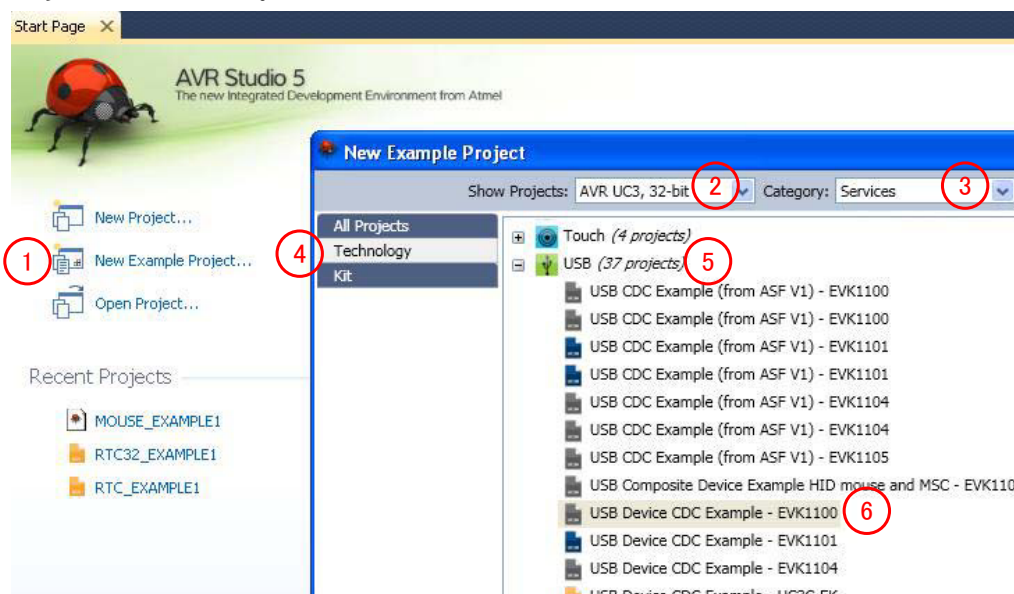 Start Page
AVR Studio 5
The new Integrated Development Environment from Atmel
New Example Project
Show Projects: AVR UC3, 32-bit 2 Category: Services 3
New Project...
1 New Example Project...
Open Project...
Recent Projects
MOUSE_EXAMPLE1
RTC32_EXAMPLE1
RTC_EXAMPLE1
All Projects
4 Technology
Kit
Touch (4 projects)
USB (37 projects) 5
USB CDC Example (from ASF V1) - EVK1100
USB CDC Example (from ASF V1) - EVK1100
USB CDC Example (from ASF V1) - EVK1101
USB CDC Example (from ASF V1) - EVK1101
USB CDC Example (from ASF V1) - EVK1104
USB CDC Example (from ASF V1) - EVK1104
USB CDC Example (from ASF V1) - EVK1105
USB Composite Device Example HID mouse and MSC - EVK110
USB Device CDC Example - EVK1100 6
USB Device CDC Example - EVK1101
USB Device CDC Example - EVK1104
USB Device CDC Example - UC3C-EK